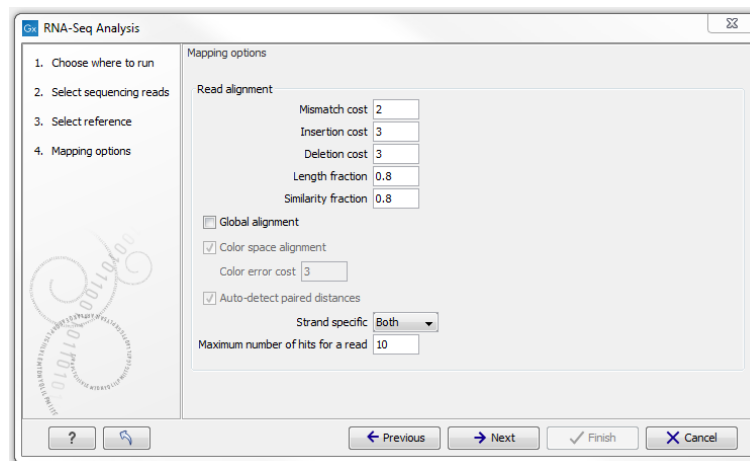 Gx RNA-Seq Analysis
1. Choose where to run
2. Select sequencing reads
3. Select reference
4. Mapping options
Mapping options
Read alignment
Mismatch cost 2
Insertion cost 3
Deletion cost 3
Length fraction 0.8
Similarity fraction 0.8
Global alignment
Color space alignment
Color error cost 3
Auto-detect paired distances
Strand specific Both
Maximum number of hits for a read 10
? Previous Next Finish Cancel